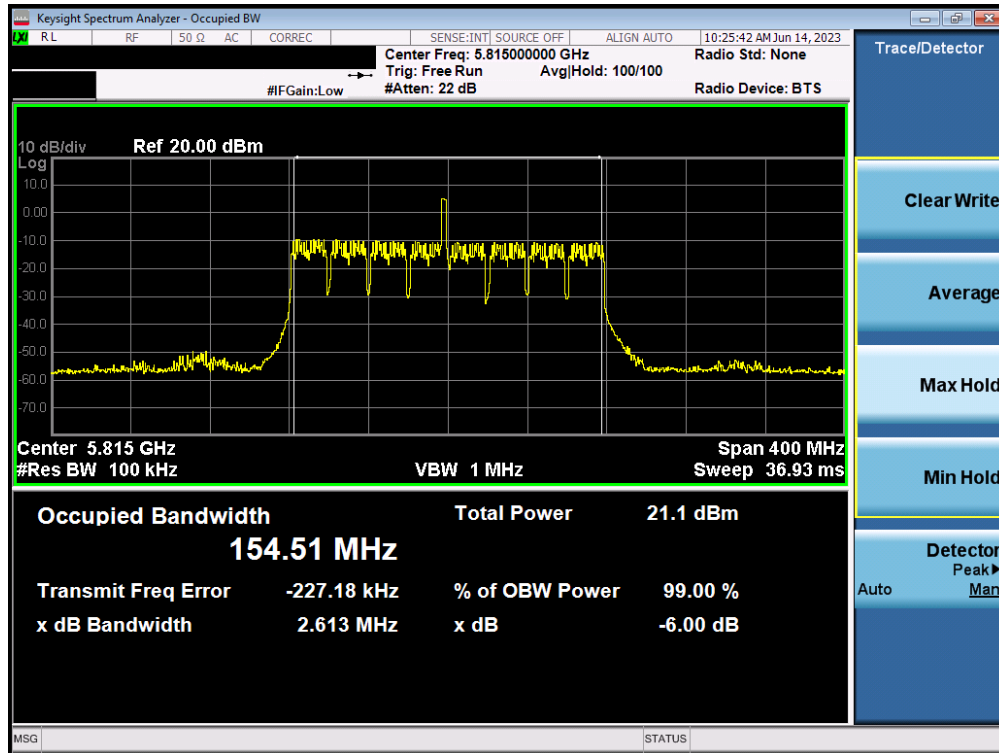 Keysight Spectrum Analyzer - Occupied BW
LXI RL RF 50 Ω AC CORREC SENSE:INT SOURCE OFF ALIGN AUTO 10:25:42 AM Jun 14, 2023
Center Freq: 5.815000000 GHz Radio Std: None
Trig: Free Run Avg|Hold: 100/100
#IFGain:Low #Atten: 22 dB Radio Device: BTS
Trace/Detector
10 dB/div Ref 20.00 dBm
Log
10.0
0.00
-10.0
-20.0
-30.0
-40.0
-50.0
-60.0
-70.0
Center 5.815 GHz Span 400 MHz
#Res BW 100 kHz VBW 1 MHz Sweep 36.93 ms
Occupied Bandwidth Total Power 21.1 dBm
154.51 MHz
Transmit Freq Error -227.18 kHz % of OBW Power 99.00 %
x dB Bandwidth 2.613 MHz x dB -6.00 dB
Clear Write
Average
Max Hold
Min Hold
Detector
Peak▶
Auto Man
MSG STATUS